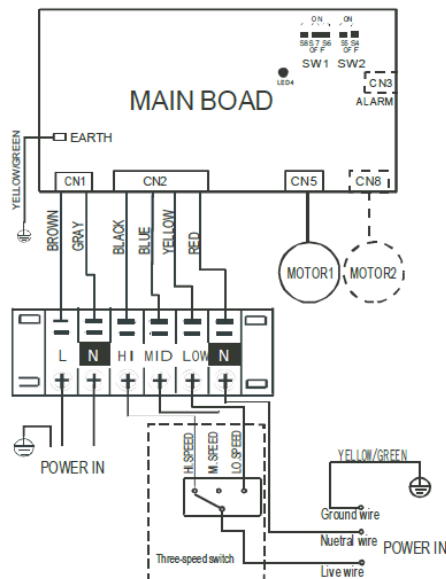 ON ON
S8 S7 S6 S5 S4
OFF OFF
SW1 SW2
LED4
CN3
MAIN BOAD
ALARM
EARTH
YELLOW/GREEN
CN1 CN2 CN5 CN8
BROWN
GRAY
BLACK
BLUE
YELLOW
RED
MOTOR1 MOTOR2
L N HI MID LOW N
POWER IN
HI.SPEED
MI.SPEED
LO.SPEED
YELLOW/GREEN
Ground wire
Nuetral wire
POWER IN
Three-speed switch
Live wire